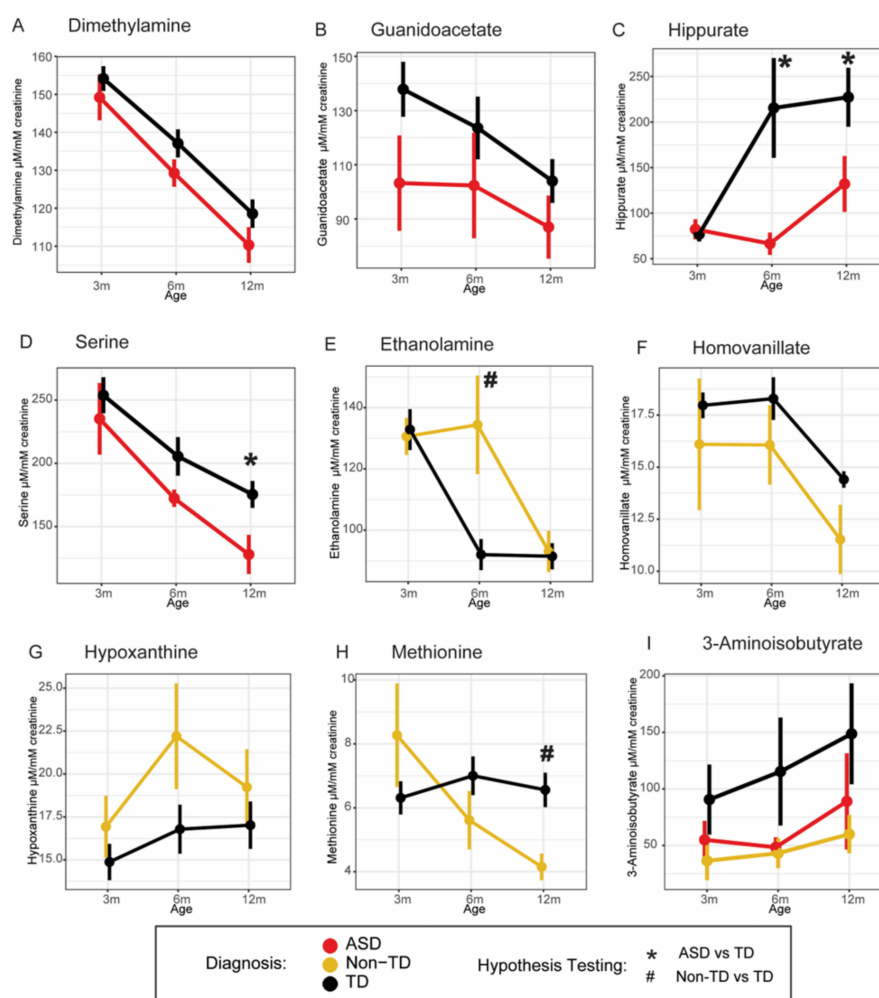 A Dimethylamine
Dimethylamine µM/mM creatinine
160
150
140
130
120
110
3m 6m 12m
Age
B Guanidoacetate
Guanidoacetate µM/mM creatinine
150
130
110
90
3m 6m 12m
Age
C Hippurate
Hippurate µM/mM creatinine
250
200
150
100
50
* *
3m 6m 12m
Age
D Serine
Serine µM/mM creatinine
250
200
150
*
3m 6m 12m
Age
E Ethanolamine
Ethanolamine µM/mM creatinine
140
120
100
#
3m 6m 12m
Age
F Homovanillate
Homovanillate µM/mM creatinine
17.5
15.0
12.5
10.0
3m 6m 12m
Age
G Hypoxanthine
Hypoxanthine µM/mM creatinine
25.0
22.5
20.0
17.5
15.0
3m 6m 12m
Age
H Methionine
Methionine µM/mM creatinine
10
8
6
4
#
3m 6m 12m
Age
I 3-Aminoisobutyrate
3-Aminoisobutyrate µM/mM creatinine
200
150
100
50
3m 6m 12m
Age
Diagnosis:
ASD
Non-TD
TD
Hypothesis Testing:
* ASD vs TD
# Non-TD vs TD